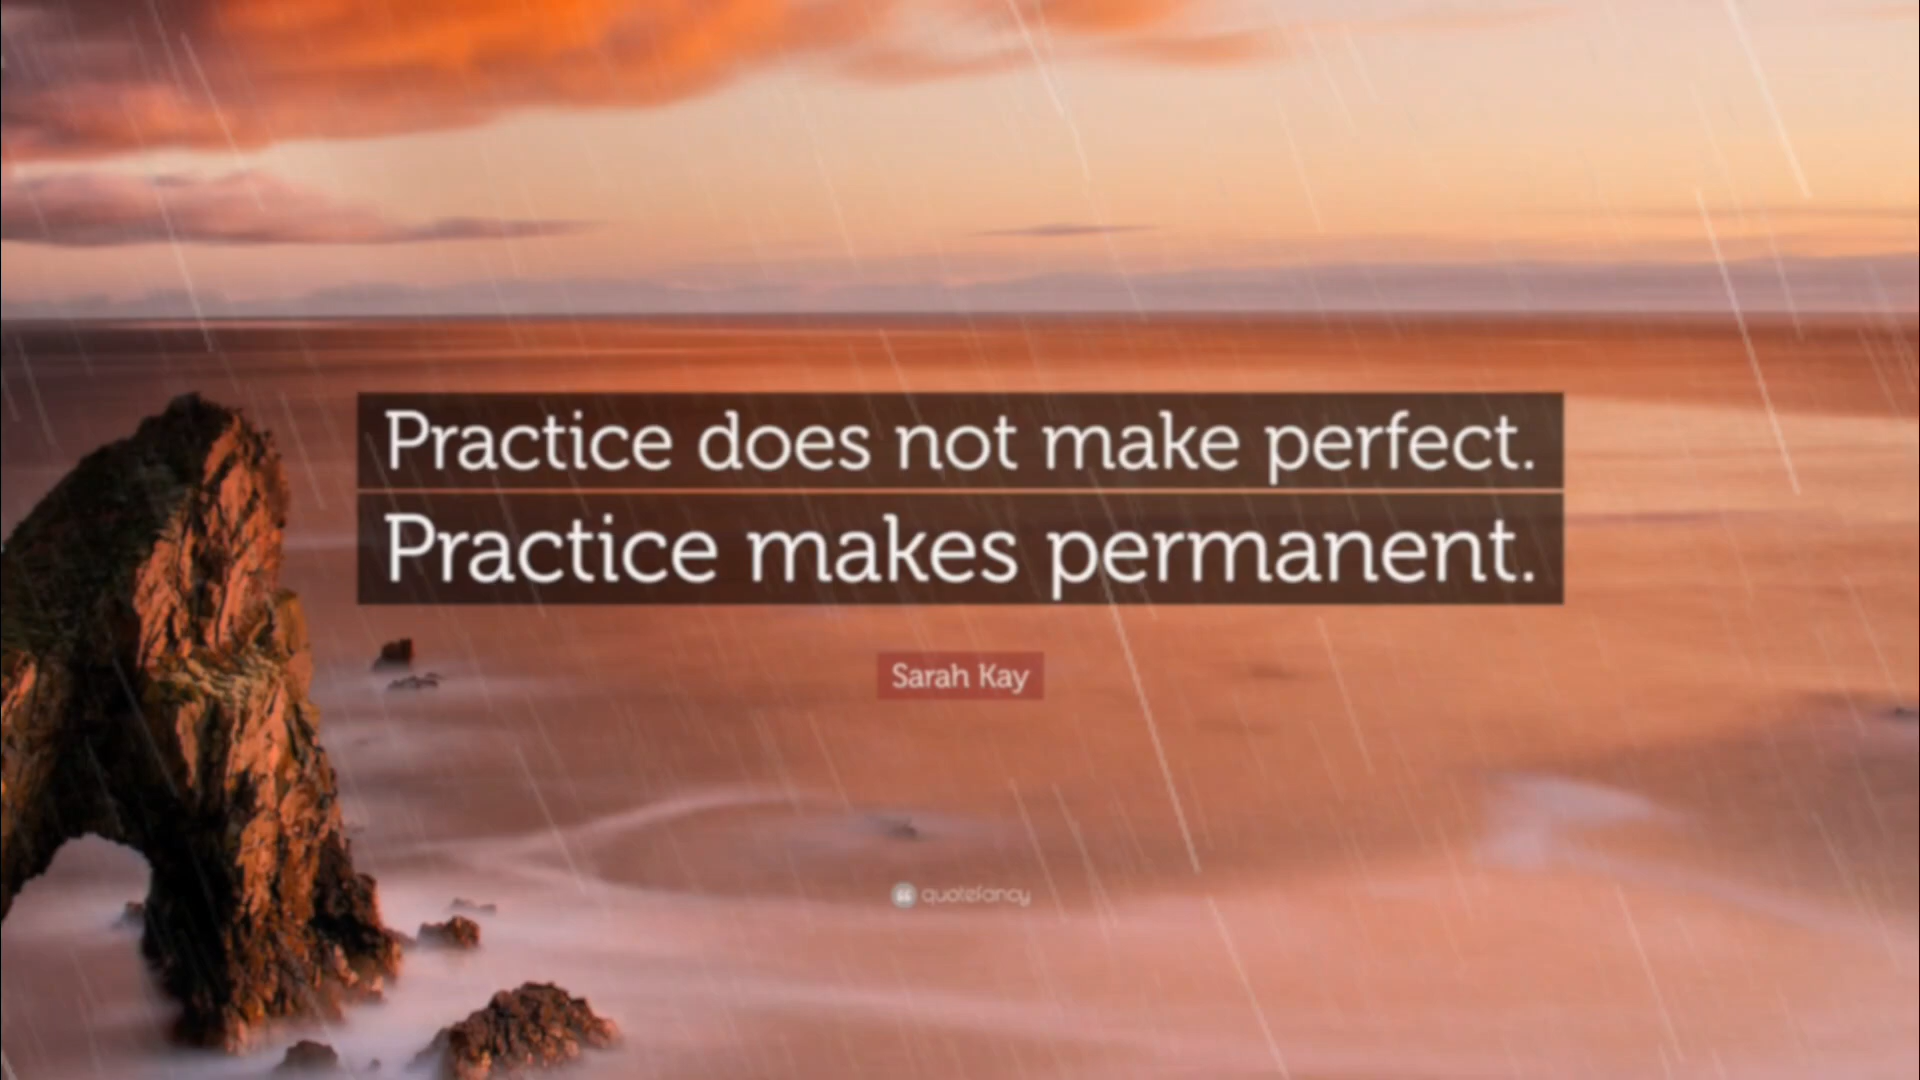 Practice does not make perfect.
Practice makes permanent.
Sarah Kay
quotefancy